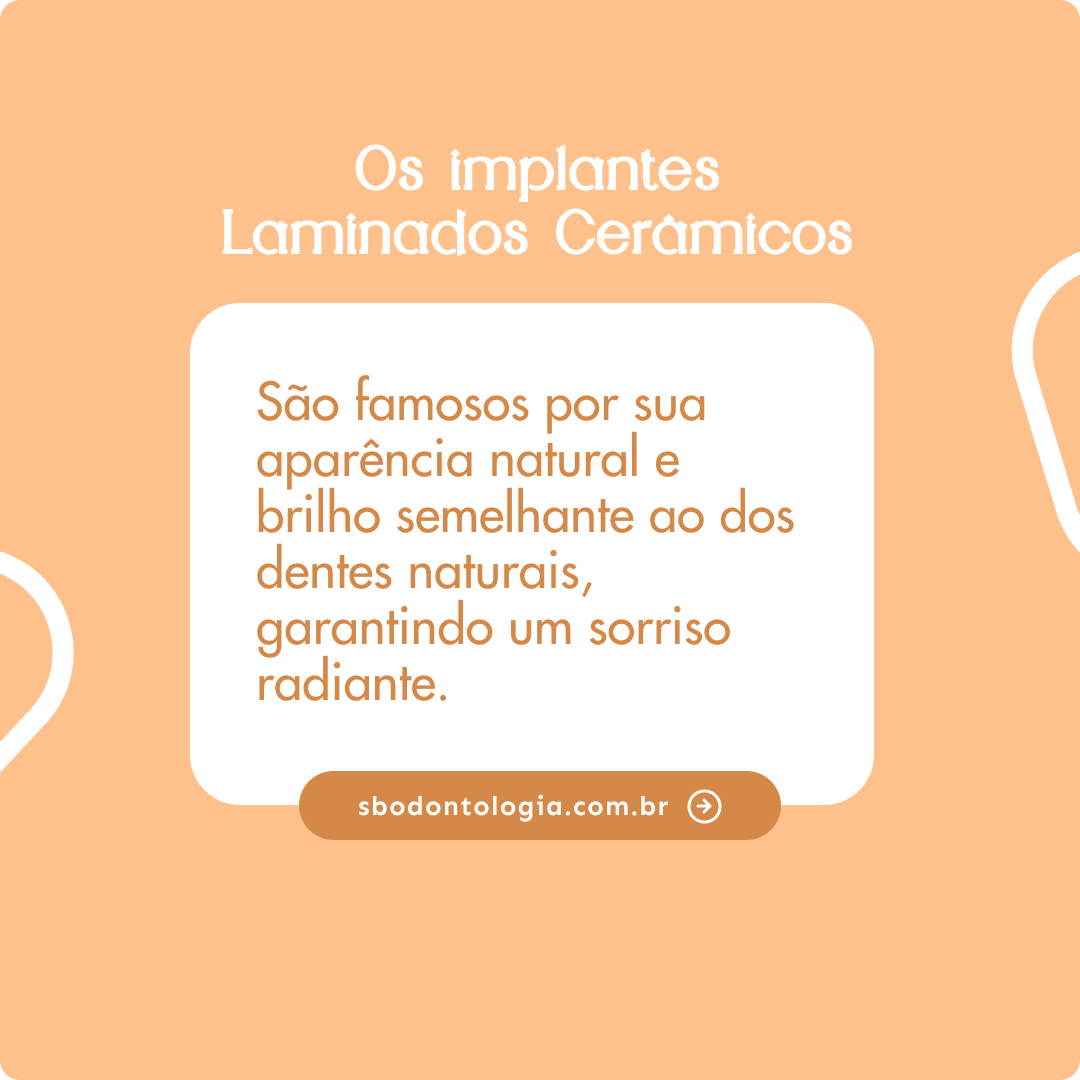 Os implantes
Laminados Cerâmicos
São famosos por sua
aparência natural e
brilho semelhante ao dos
dentes naturais,
garantindo um sorriso
radiante.
sbodontologia.com.br